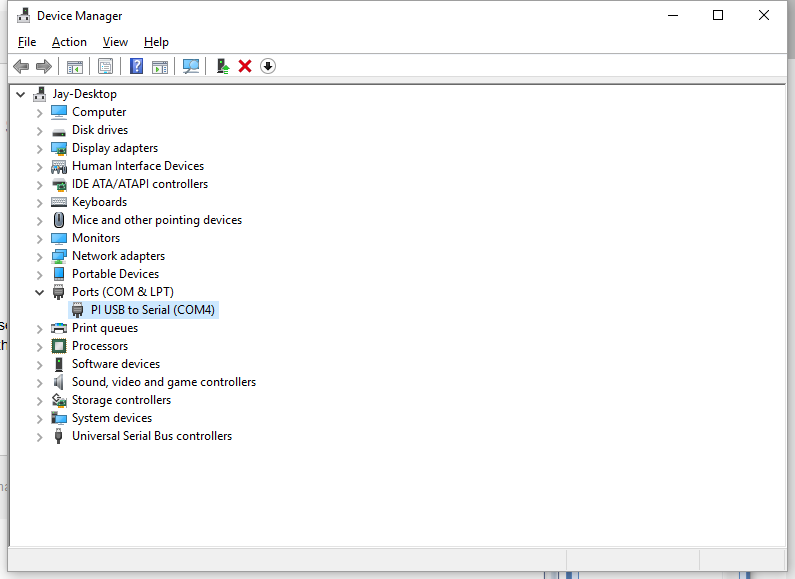 Device Manager
File Action View Help
Jay-Desktop
Computer
Disk drives
Display adapters
Human Interface Devices
IDE ATA/ATAPI controllers
Keyboards
Mice and other pointing devices
Monitors
Network adapters
Portable Devices
Ports (COM & LPT)
PI USB to Serial (COM4)
Print queues
Processors
Software devices
Sound, video and game controllers
Storage controllers
System devices
Universal Serial Bus controllers